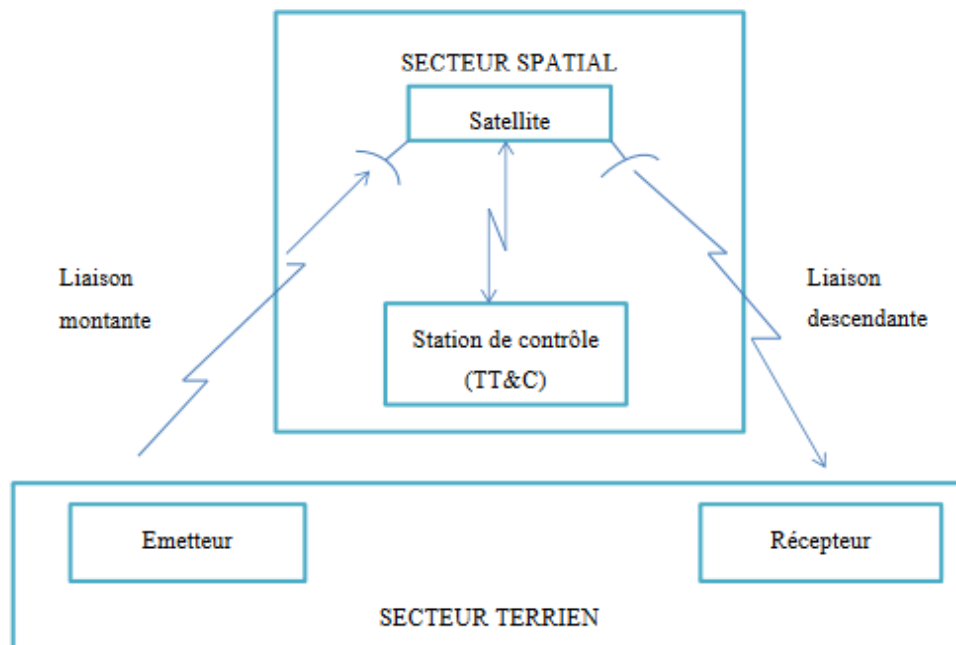 SECTEUR SPATIAL
Satellite
Liaison
montante
Liaison
descendante
Station de contrôle
(TT&C)
Emetteur
Récepteur
SECTEUR TERRIEN